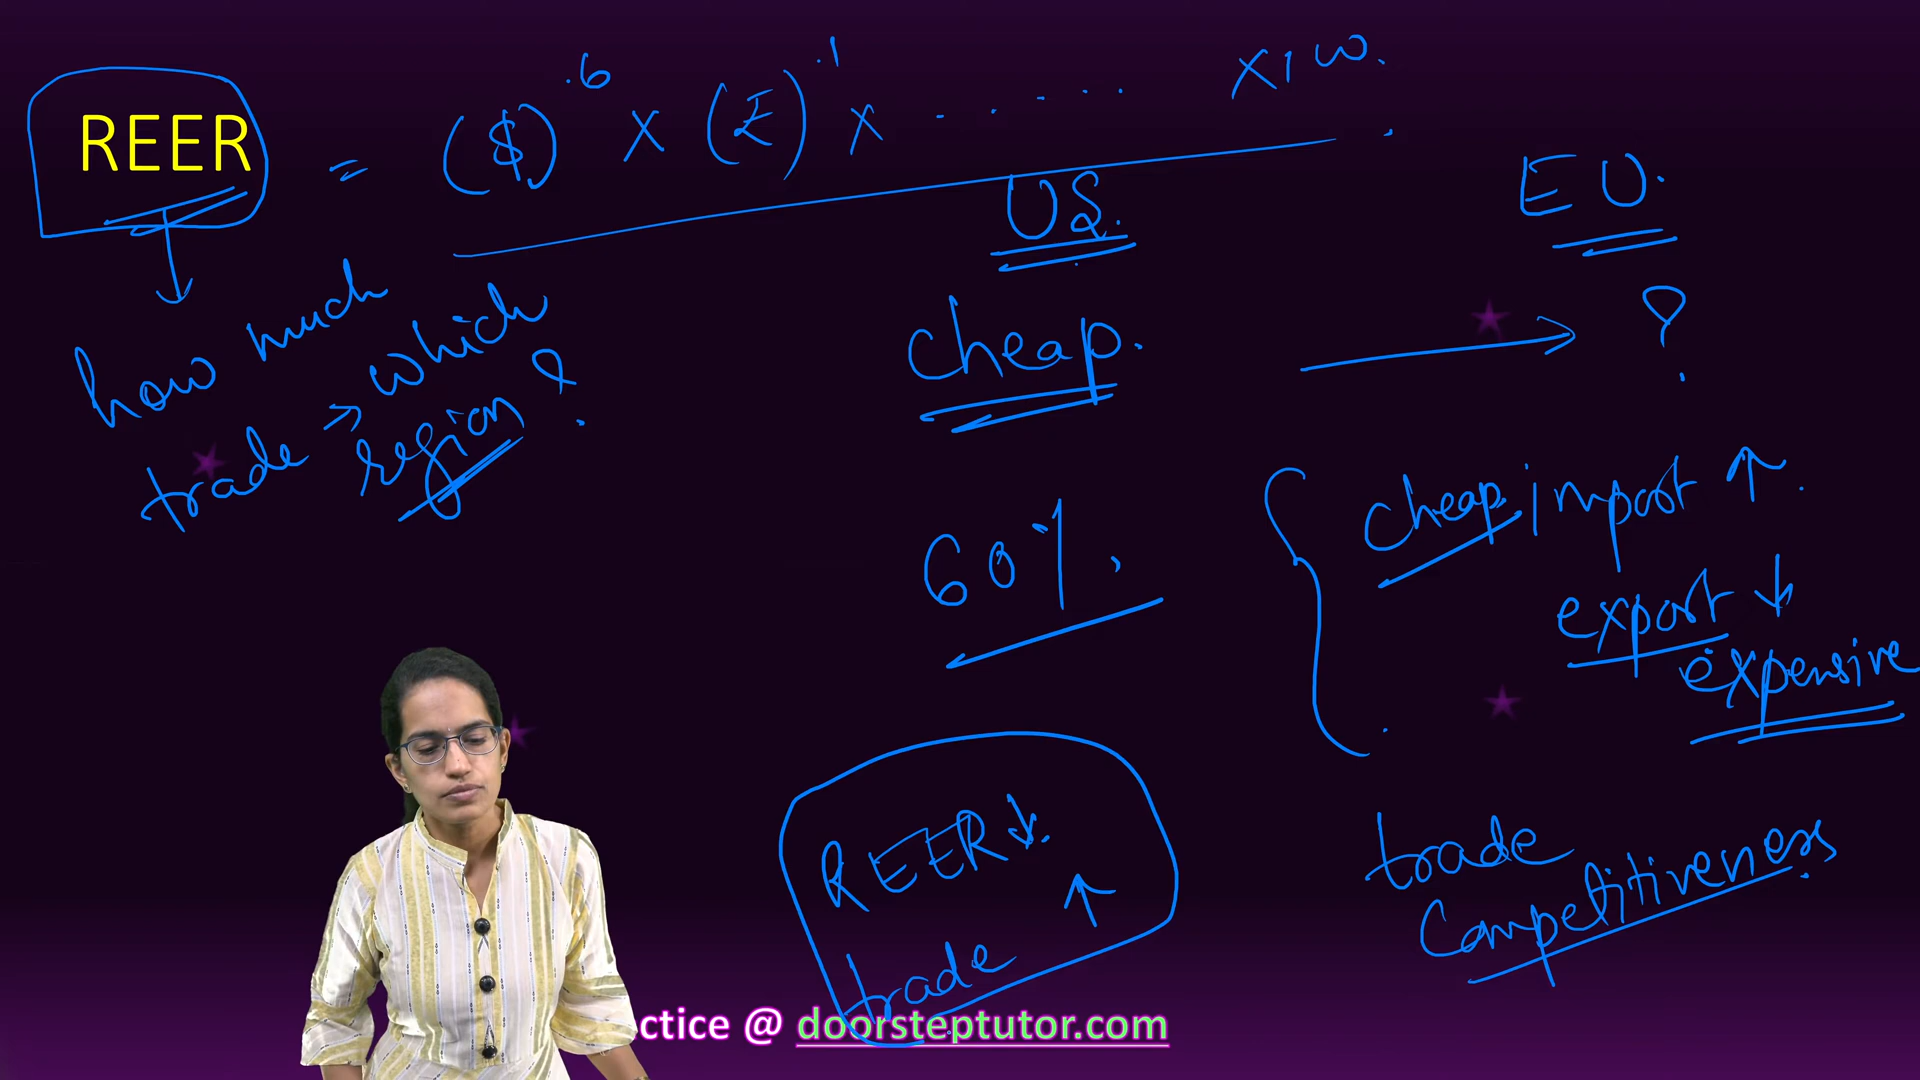 REER = ($)^.6 x (£)^.1 x ..... x1w.
how much
trade → which
region?
US.
cheap.
60%.
EU.
→ ?
cheap import ↑.
export ↓
expensive
REER ↓.
trade ↑
trade
Competitiveness
ctice @ doorsteptutor.com